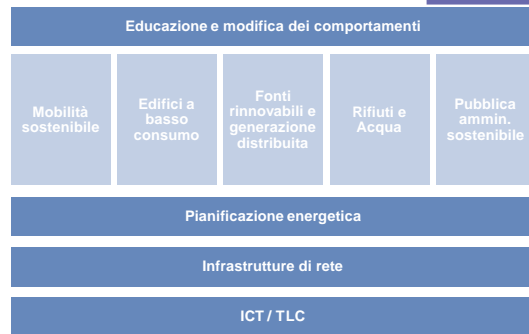 Educazione e modifica dei comportamenti
Mobilità
sostenibile
Edifici a
basso
consumo
Fonti
rinnovabili e
generazione
distribuita
Rifiuti e
Acqua
Pubblica
ammin.
sostenibile
Pianificazione energetica
Infrastrutture di rete
ICT / TLC